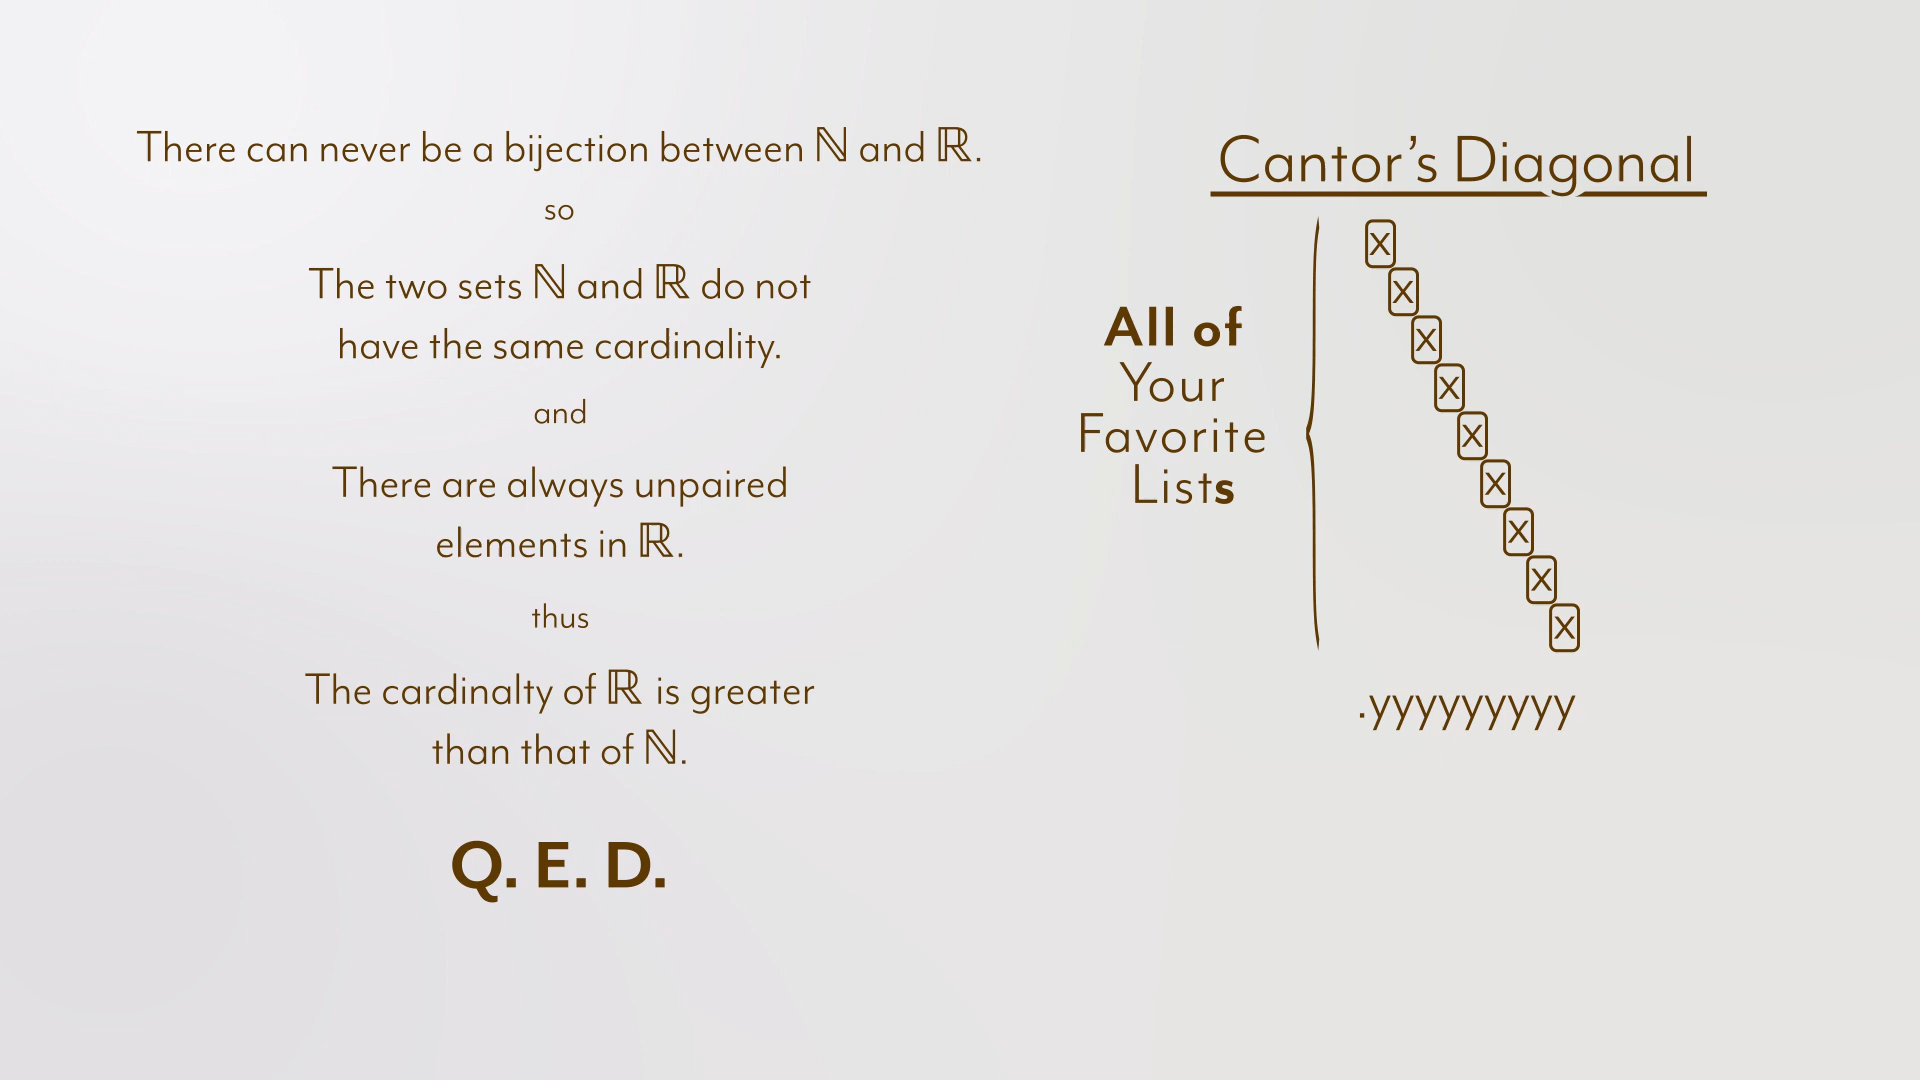 There can never be a bijection between ℕ and ℝ.
so
The two sets ℕ and ℝ do not
have the same cardinality.
and
There are always unpaired
elements in ℝ.
thus
The cardinalty of ℝ is greater
than that of ℕ.
Q. E. D.
Cantor’s Diagonal
All of
Your
Favorite
Lists
x
x
x
x
x
x
x
x
x
.yyyyyyyyy